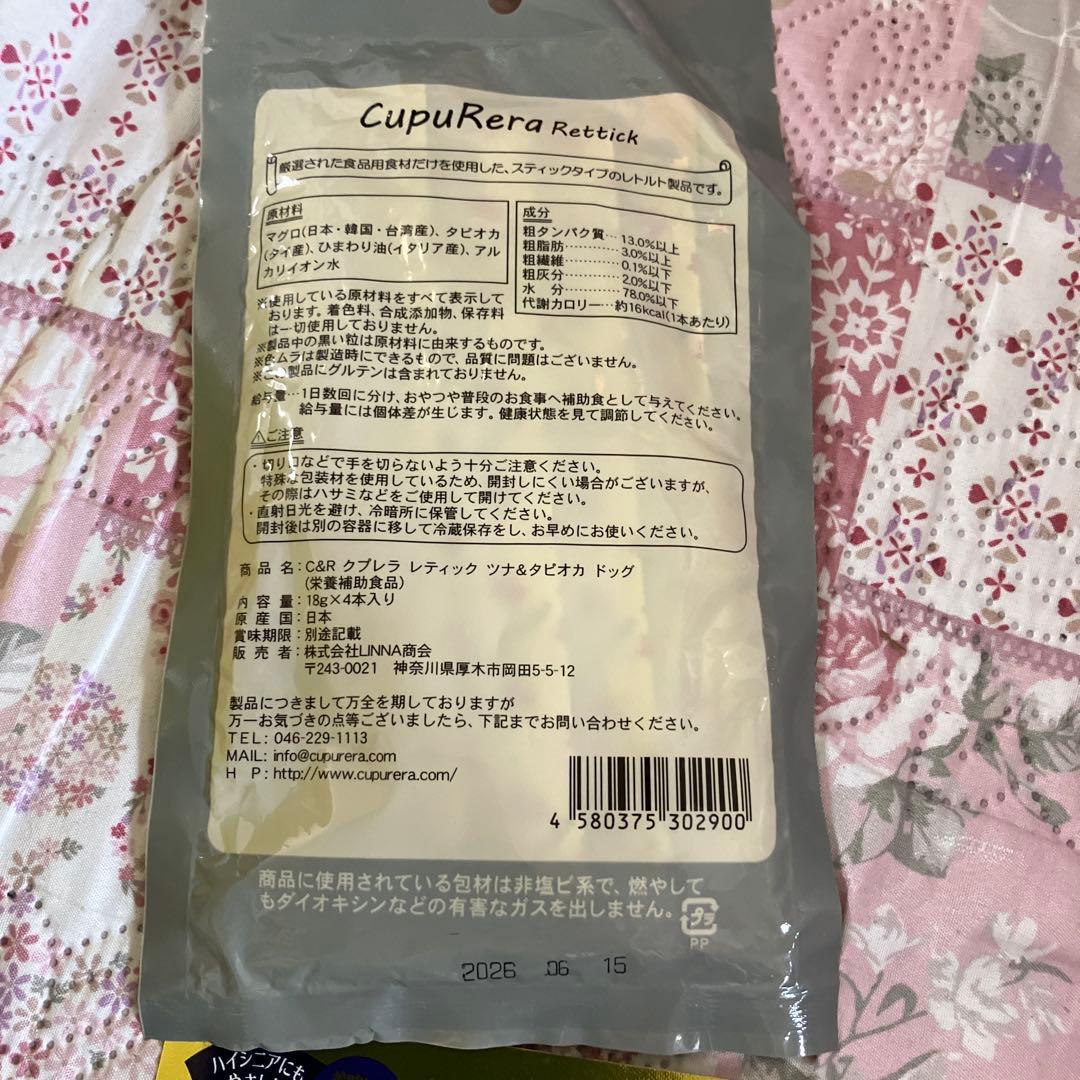 CupuRera Rettick
厳選された食品用食材だけを使用した、スティックタイプのレトルト製品です。
原材料
マグロ(日本・韓国・台湾産)、タピオカ
(タイ産)、ひまわり油(イタリア産)、アル
カリイオン水
成分
粗タンパク質…13.0%以上
粗脂肪…………3.0%以上
粗繊維…………0.1%以下
粗灰分…………2.0%以下
水　分…………78.0%以下
代謝カロリー…約16kcal(1本あたり)
※使用している原材料をすべて表示して
おります。着色料、合成添加物、保存料
は一切使用しておりません。
※製品中の黒い粒は原材料に由来するものです。
※色ムラは製造時にできるもので、品質に問題はございません。
※この製品にグルテンは含まれておりません。
給与量…1日数回に分け、おやつや普段のお食事へ補助食として与えてください。
給与量には個体差が生じます。健康状態を見て調節してください。
⚠ご注意
・切り口などで手を切らないよう十分ご注意ください。
特殊な包装材を使用しているため、開封しにくい場合がございますが、
その際はハサミなどをご使用して開けてください。
・直射日光を避け、冷暗所に保管してください。
開封後は別の容器に移して冷蔵保存をし、お早めにお使いください。
商 品 名：C&R クプレラ レティック ツナ&タピオカ ドッグ
(栄養補助食品)
内 容 量：18g×4本入り
原 産 国：日本
賞味期限：別途記載
販 売 者：株式会社LINNA商会
〒243-0021 神奈川県厚木市岡田5-5-12
製品につきまして万全を期しておりますが
万一お気づきの点等ございましたら、下記までお問い合わせください。
TEL: 046-229-1113
MAIL: info@cupurera.com
H P: http://www.cupurera.com/
4 580375 302900
商品に使用されている包材は非塩ビ系で、燃やして
もダイオキシンなどの有害なガスを出しません。
プラ
PP
2026 .06 15
ハイシニアにも